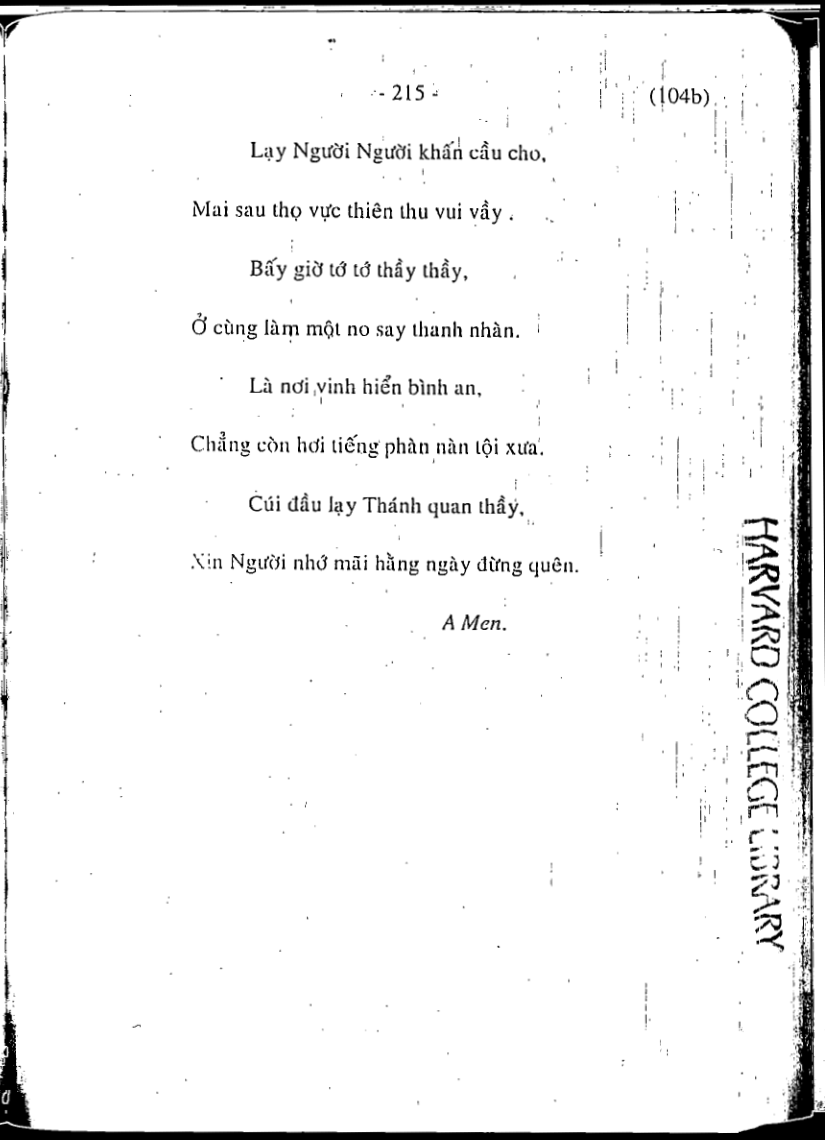 - 215 - (104b)
Lạy Người Người khấn cầu cho,
Mai sau thọ vực thiên thu vui vầy .
Bấy giờ tớ tớ thầy thầy,
Ở cùng làm một no say thanh nhàn.
Là nơi vinh hiển bình an,
Chẳng còn hơi tiếng phàn nàn tội xưa.
Cúi đầu lạy Thánh quan thầy,
Xin Người nhớ mãi hằng ngày đừng quên.
A Men.
HARVARD COLLEGE LIBRARY